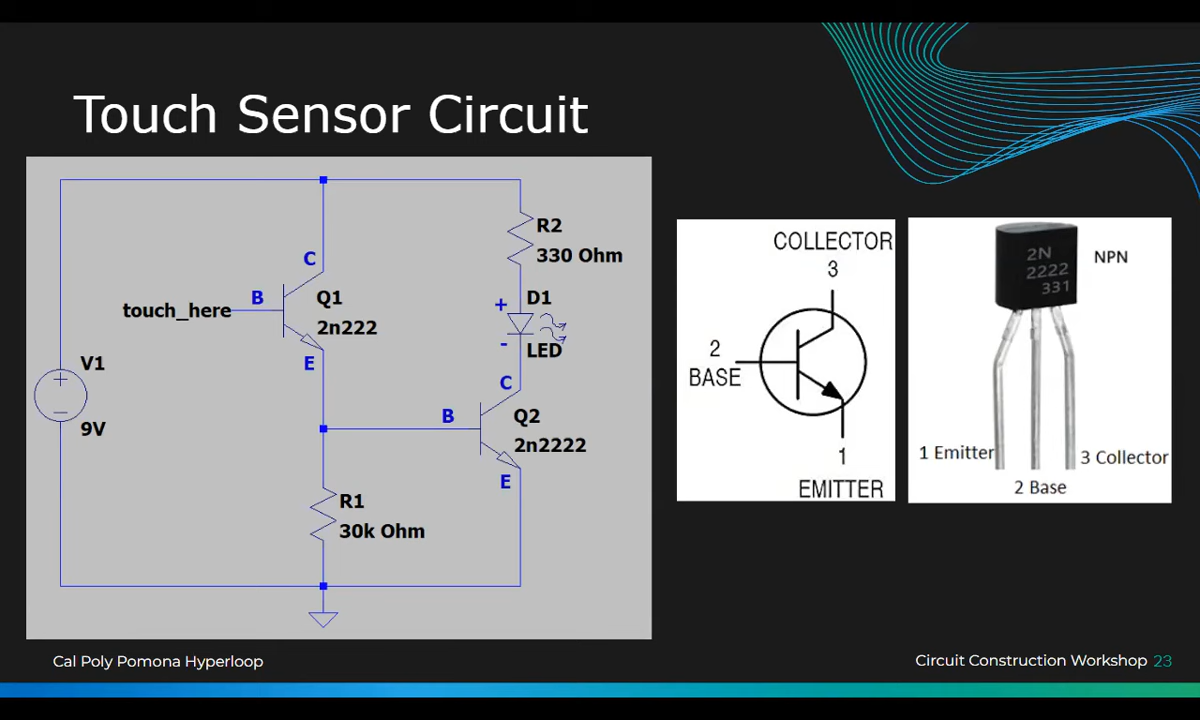 Touch Sensor Circuit
V1
+
−
9V
touch_here
B
C
E
Q1
2n222
R1
30k Ohm
R2
330 Ohm
D1
+
-
LED
C
B
E
Q2
2n2222
COLLECTOR
3
2
BASE
1
EMITTER
2N
2222
331
NPN
1 Emitter
2 Base
3 Collector
Cal Poly Pomona Hyperloop
Circuit Construction Workshop 23